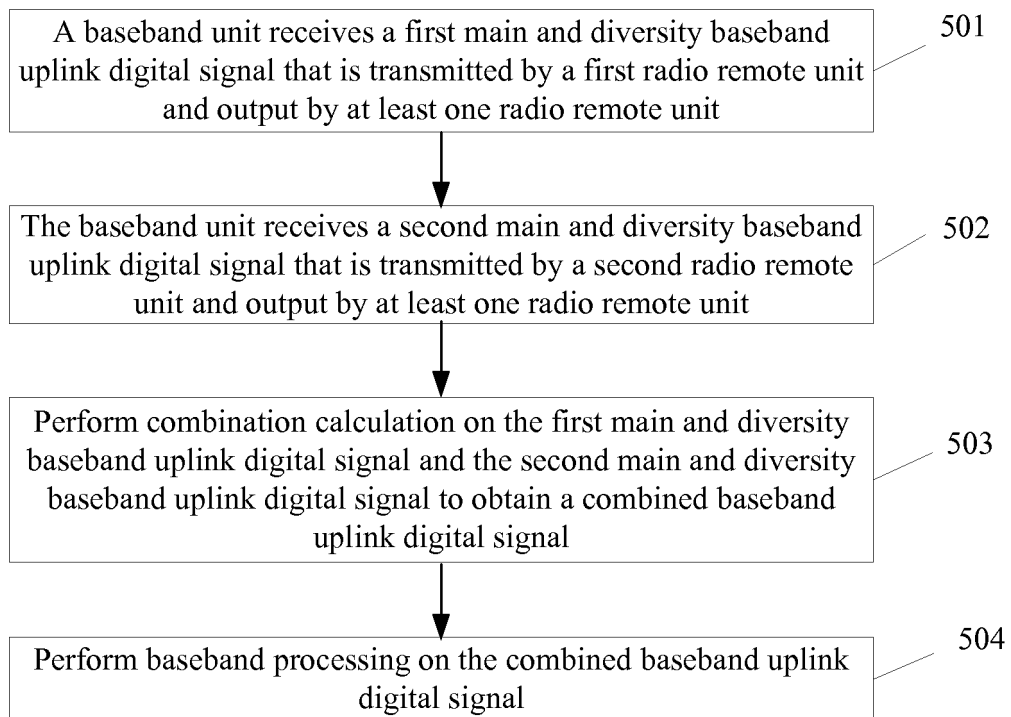 A baseband unit receives a first main and diversity baseband
uplink digital signal that is transmitted by a first radio remote unit
and output by at least one radio remote unit
501
The baseband unit receives a second main and diversity baseband
uplink digital signal that is transmitted by a second radio remote
unit and output by at least one radio remote unit
502
Perform combination calculation on the first main and diversity
baseband uplink digital signal and the second main and diversity
baseband uplink digital signal to obtain a combined baseband
uplink digital signal
503
Perform baseband processing on the combined baseband uplink
digital signal
504